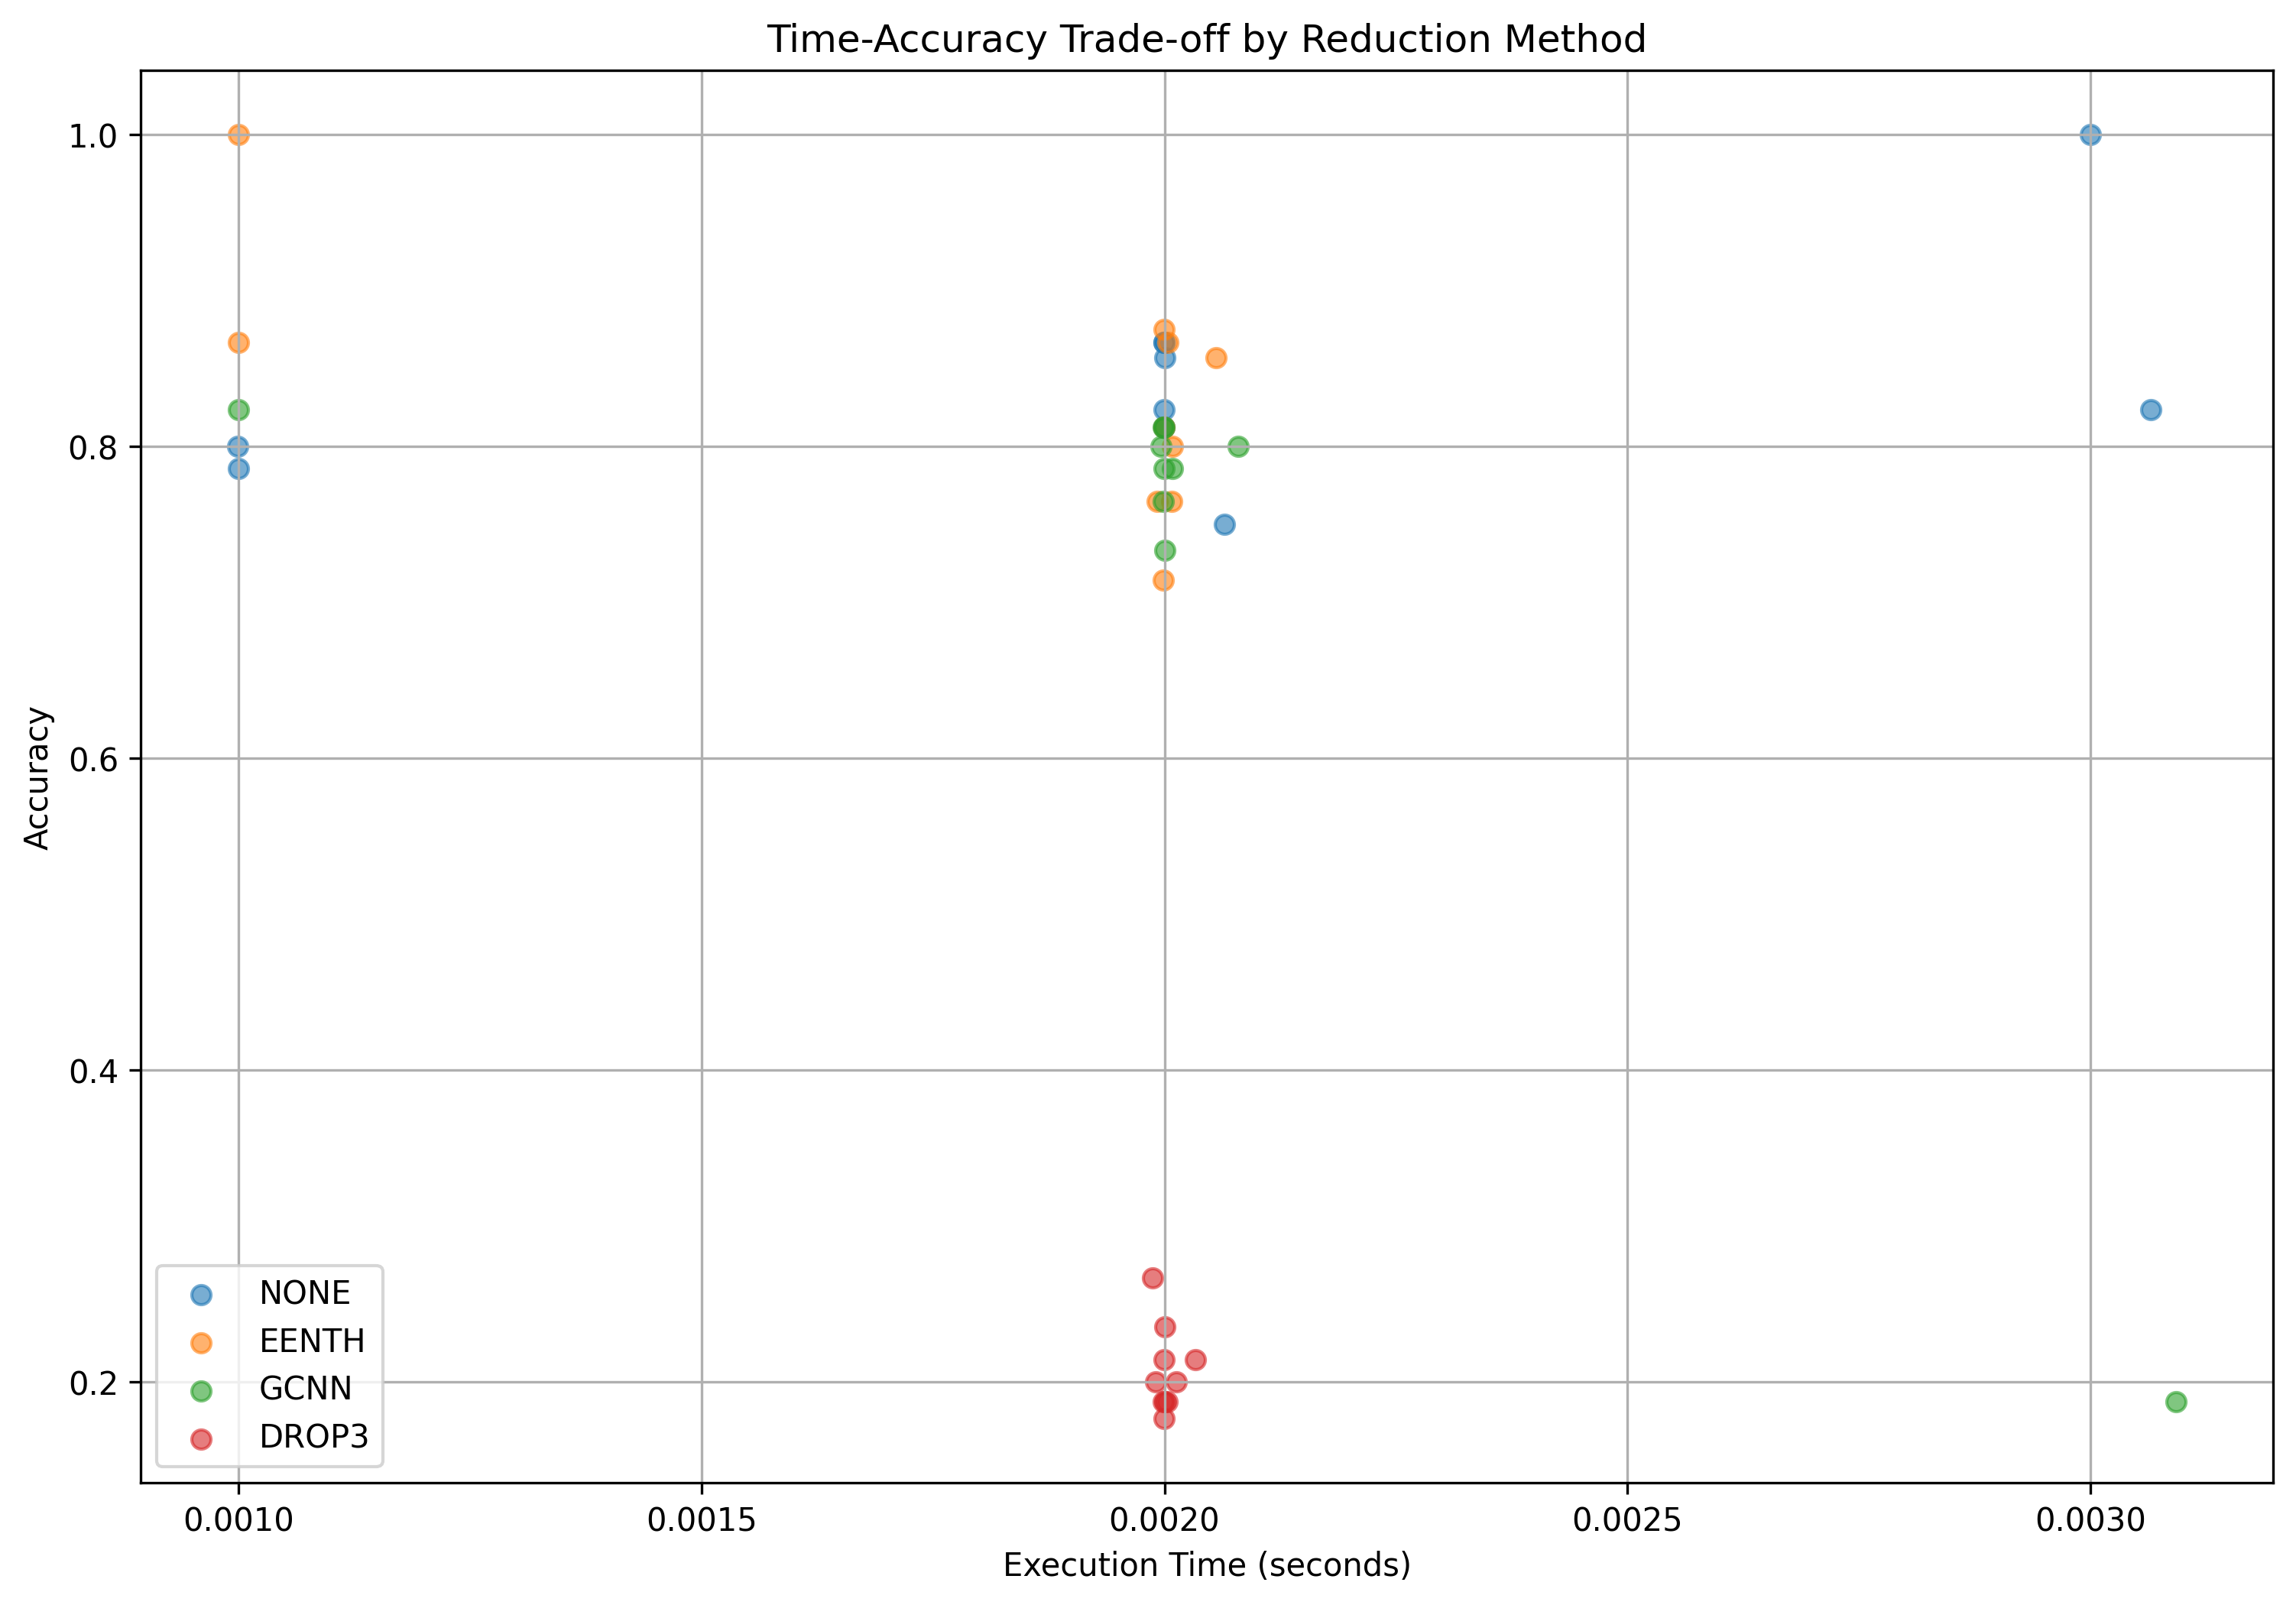 Time-Accuracy Trade-off by Reduction Method
Accuracy
1.0
0.8
0.6
0.4
0.2
NONE
EENTH
GCNN
DROP3
0.0010 0.0015 0.0020 0.0025 0.0030
Execution Time (seconds)